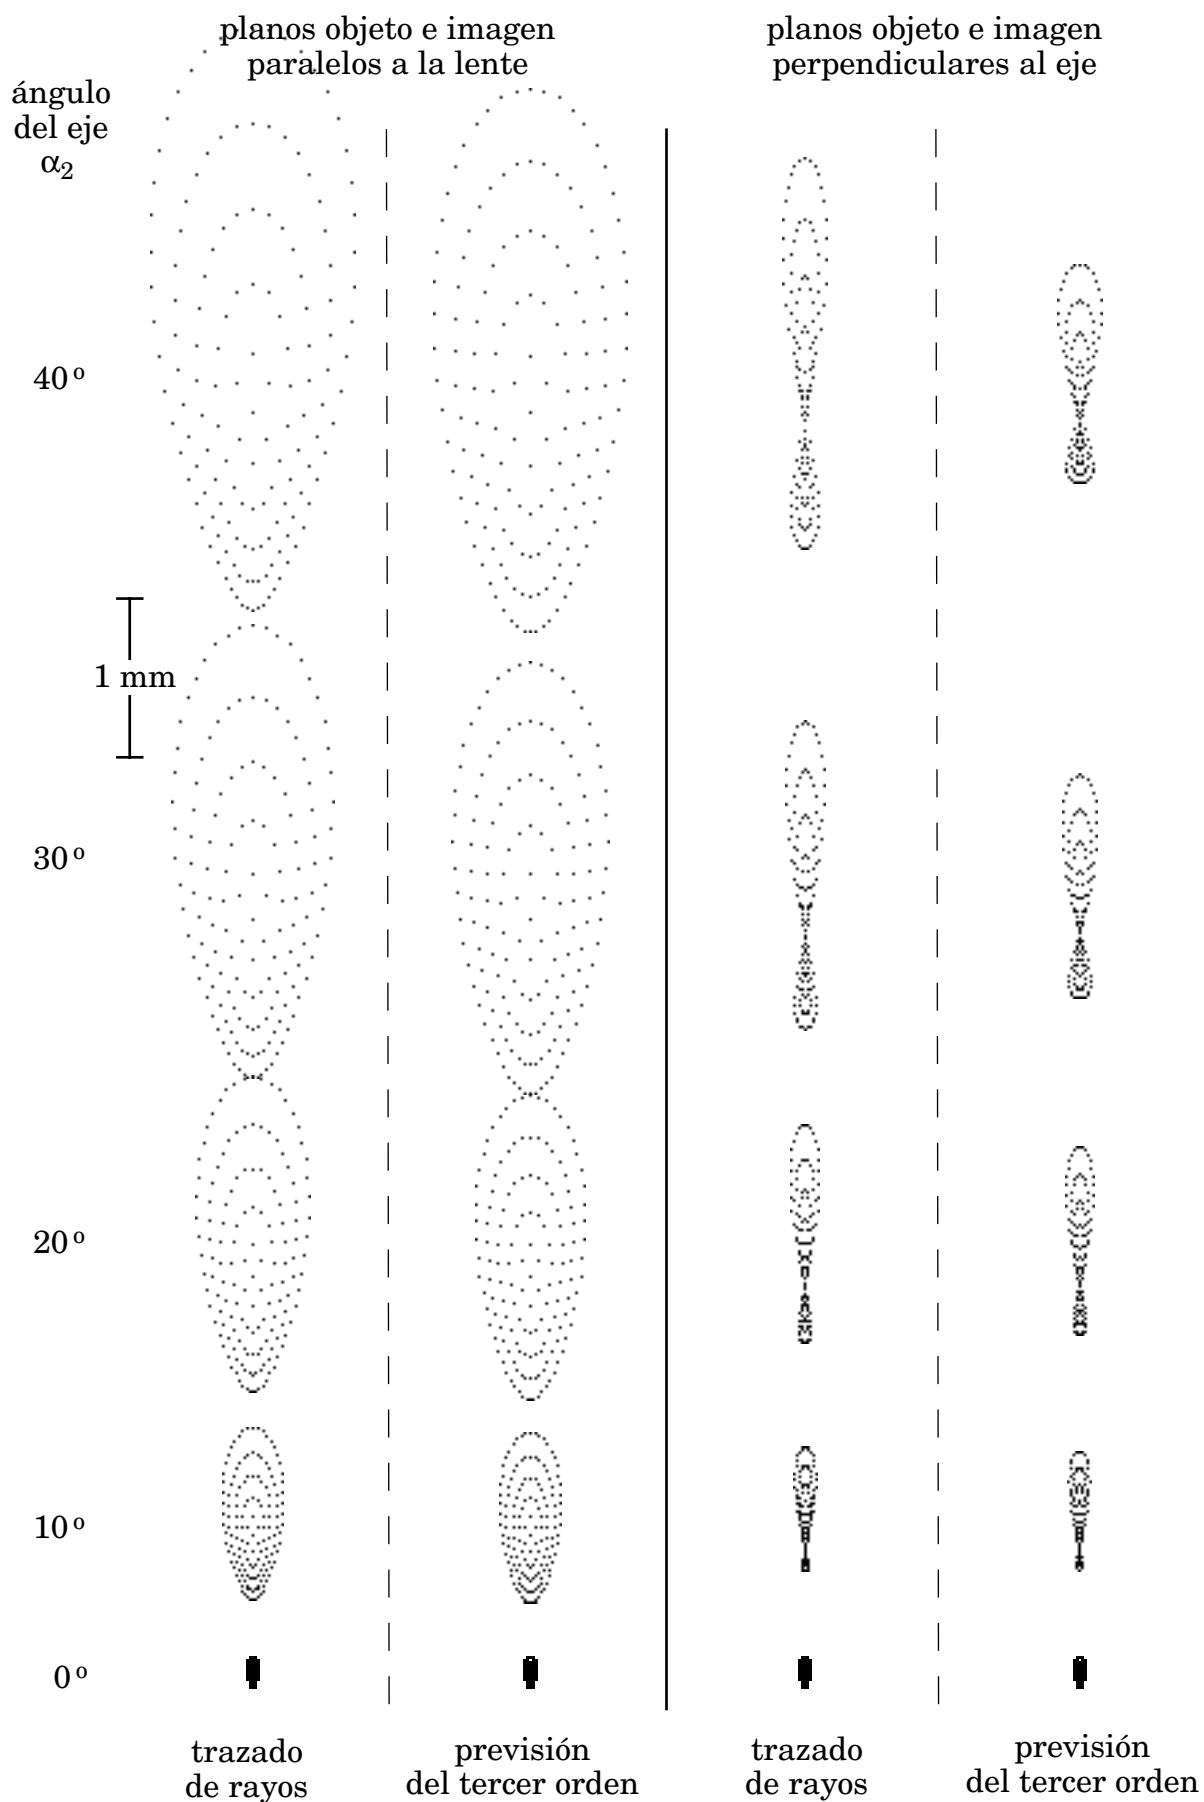 planos objeto e imagen
paralelos a la lente
planos objeto e imagen
perpendiculares al eje
ángulo
del eje
α₂
40º
1 mm
30º
20º
10º
0º
trazado
de rayos
previsión
del tercer orden
trazado
de rayos
previsión
del tercer orden